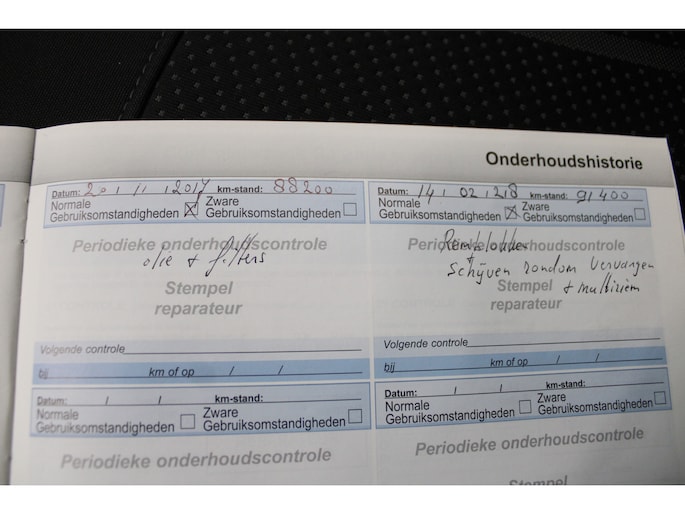 Onderhoudshistorie
Datum: 20 / 11 / 2017 km-stand: 88200
Normale Gebruiksomstandigheden ☒ Zware Gebruiksomstandigheden ☐
Periodieke onderhoudscontrole
olie + filters
Stempel
reparateur
Volgende controle
bij km of op / /
Datum: / / km-stand:
Normale Gebruiksomstandigheden ☐ Zware Gebruiksomstandigheden ☐
Periodieke onderhoudscontrole
Datum: 14 / 02 / 218 km-stand: 91400
Normale Gebruiksomstandigheden ☒ Zware Gebruiksomstandigheden ☐
Periodieke onderhoudscontrole
Remblokken
+
schijven rondom vervangen
Stempel + multiriem
reparateur
Volgende controle
bij km of op / /
Datum: / / km-stand:
Normale Gebruiksomstandigheden ☐ Zware Gebruiksomstandigheden ☐
Periodieke onderhoudscontrole